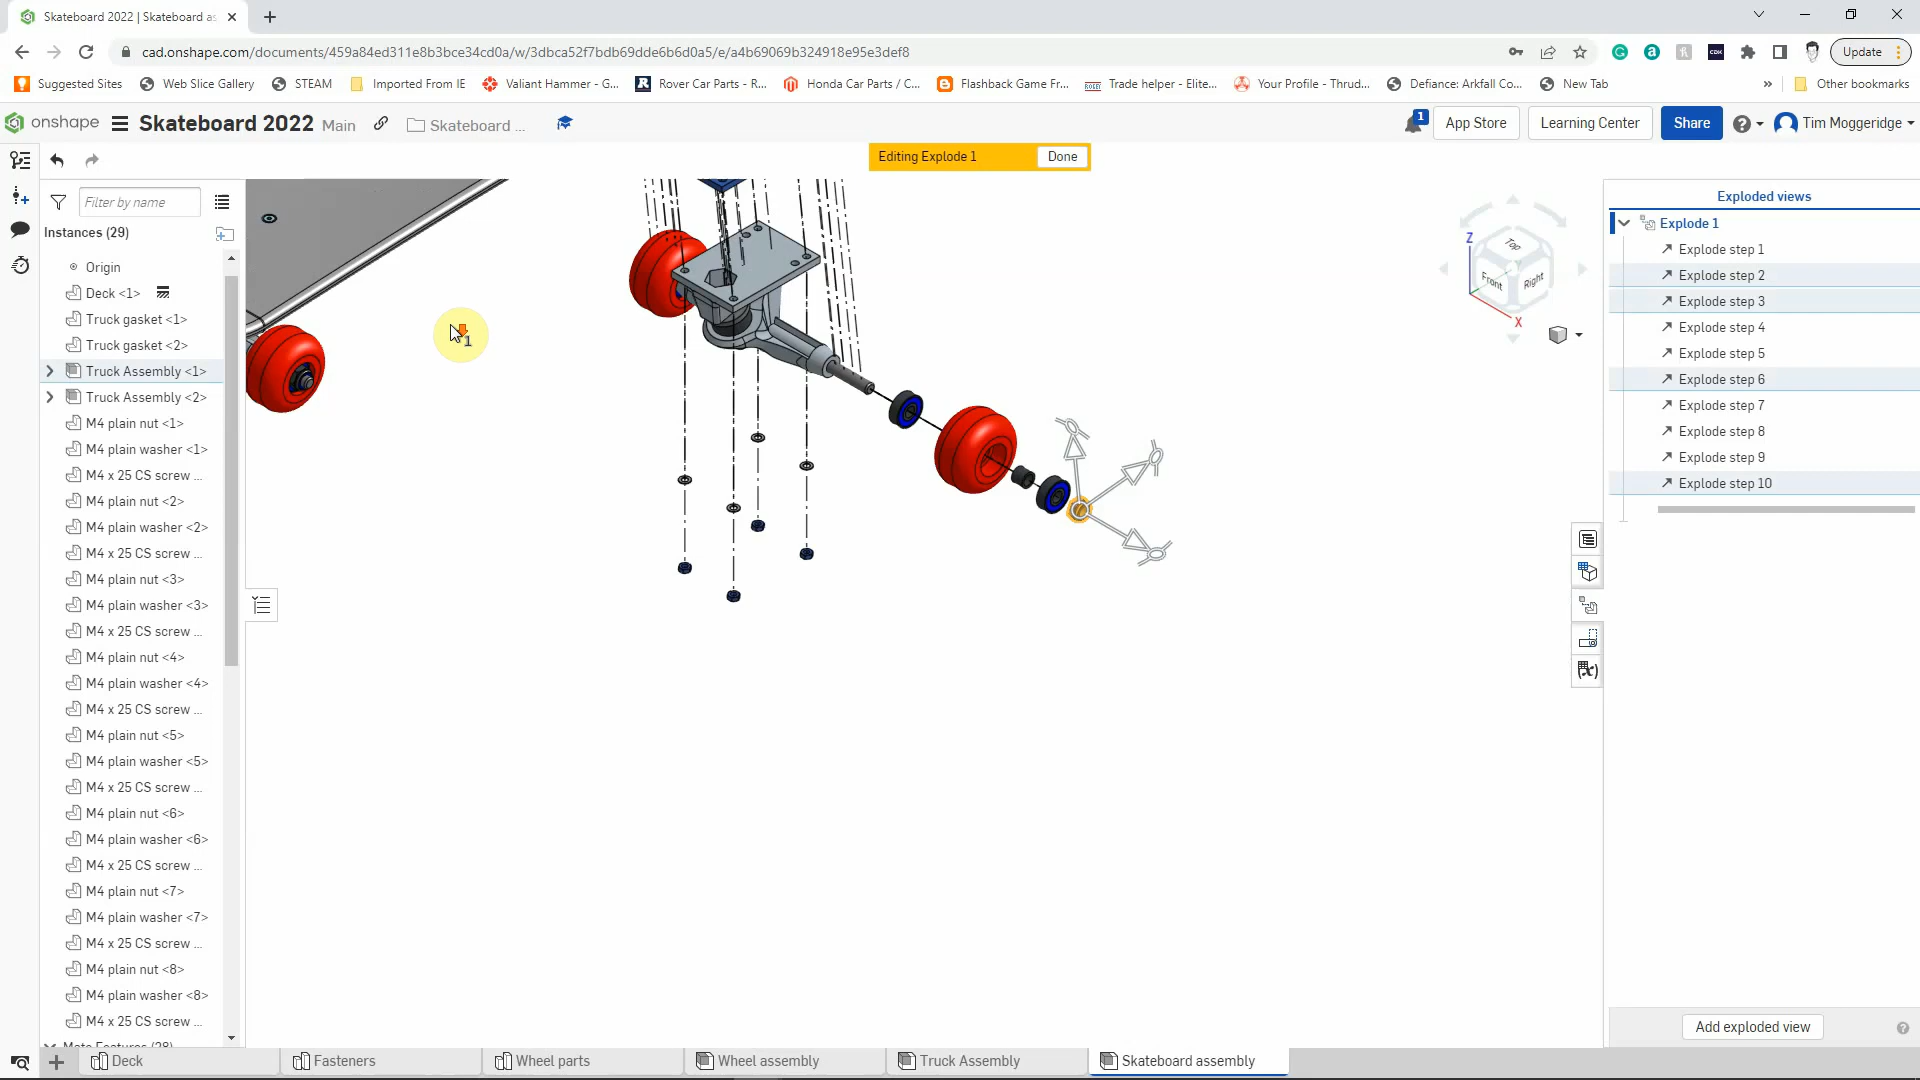 Skateboard 2022 | Skateboard as
cad.onshape.com/documents/459a84ed311e8b3bce34cd0a/w/3dbca52f7bdb69dde6b6d0a5/e/a4b69069b324918e95e3def8
Update
Suggested Sites
Web Slice Gallery
STEAM
Imported From IE
Valiant Hammer - G...
Rover Car Parts - R...
Honda Car Parts / C...
Flashback Game Fr...
Trade helper - Elite...
Your Profile - Thrud...
Defiance: Arkfall Co...
New Tab
»
Other bookmarks
onshape
Skateboard 2022 Main
Skateboard ...
1
App Store
Learning Center
Share
Tim Moggeridge
Editing Explode 1
Done
Filter by name
Instances (29)
Origin
Deck <1>
Truck gasket <1>
Truck gasket <2>
Truck Assembly <1>
Truck Assembly <2>
M4 plain nut <1>
M4 plain washer <1>
M4 x 25 CS screw ...
M4 plain nut <2>
M4 plain washer <2>
M4 x 25 CS screw ...
M4 plain nut <3>
M4 plain washer <3>
M4 x 25 CS screw ...
M4 plain nut <4>
M4 plain washer <4>
M4 x 25 CS screw ...
M4 plain nut <5>
M4 plain washer <5>
M4 x 25 CS screw ...
M4 plain nut <6>
M4 plain washer <6>
M4 x 25 CS screw ...
M4 plain nut <7>
M4 plain washer <7>
M4 x 25 CS screw ...
M4 plain nut <8>
M4 plain washer <8>
M4 x 25 CS screw ...
Mate Features (28)
1
Z
Top
Front
Right
X
Exploded views
Explode 1
Explode step 1
Explode step 2
Explode step 3
Explode step 4
Explode step 5
Explode step 6
Explode step 7
Explode step 8
Explode step 9
Explode step 10
Add exploded view
Deck
Fasteners
Wheel parts
Wheel assembly
Truck Assembly
Skateboard assembly